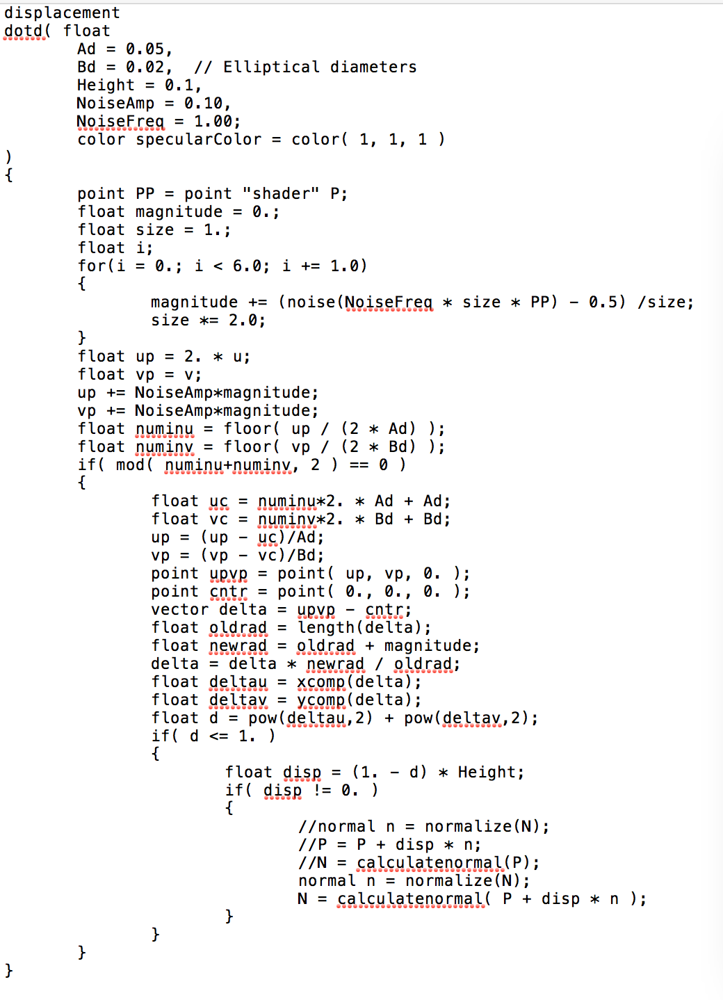 displacement
dotd( float
        Ad = 0.05,
        Bd = 0.02,  // Elliptical diameters
        Height = 0.1,
        NoiseAmp = 0.10,
        NoiseFreq = 1.00;
        color specularColor = color( 1, 1, 1 )
)
{
        point PP = point "shader" P;
        float magnitude = 0.;
        float size = 1.;
        float i;
        for(i = 0.; i < 6.0; i += 1.0)
        {
                magnitude += (noise(NoiseFreq * size * PP) - 0.5) /size;
                size *= 2.0;
        }
        float up = 2. * u;
        float vp = v;
        up += NoiseAmp*magnitude;
        vp += NoiseAmp*magnitude;
        float numinu = floor( up / (2 * Ad) );
        float numinv = floor( vp / (2 * Bd) );
        if( mod( numinu+numinv, 2 ) == 0 )
        {
                float uc = numinu*2. * Ad + Ad;
                float vc = numinv*2. * Bd + Bd;
                up = (up - uc)/Ad;
                vp = (vp - vc)/Bd;
                point upvp = point( up, vp, 0. );
                point cntr = point( 0., 0., 0. );
                vector delta = upvp - cntr;
                float oldrad = length(delta);
                float newrad = oldrad + magnitude;
                delta = delta * newrad / oldrad;
                float deltau = xcomp(delta);
                float deltav = ycomp(delta);
                float d = pow(deltau,2) + pow(deltav,2);
                if( d <= 1. )
                {
                        float disp = (1. - d) * Height;
                        if( disp != 0. )
                        {
                                //normal n = normalize(N);
                                //P = P + disp * n;
                                //N = calculatenormal(P);
                                normal n = normalize(N);
                                N = calculatenormal( P + disp * n );
                        }
                }
        }
}